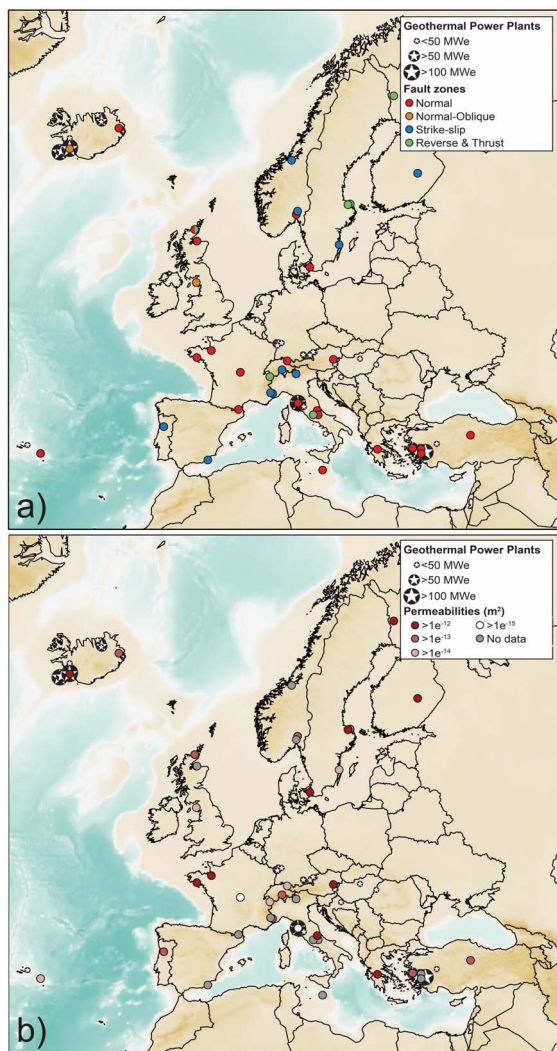 Geothermal Power Plants
<50 MWe
>50 MWe
>100 MWe
Fault zones
Normal
Normal-Oblique
Strike-slip
Reverse & Thrust
a)
Geothermal Power Plants
<50 MWe
>50 MWe
>100 MWe
Permeabilities (m²)
>1e⁻¹² >1e⁻¹⁵
>1e⁻¹³ No data
>1e⁻¹⁴
b)